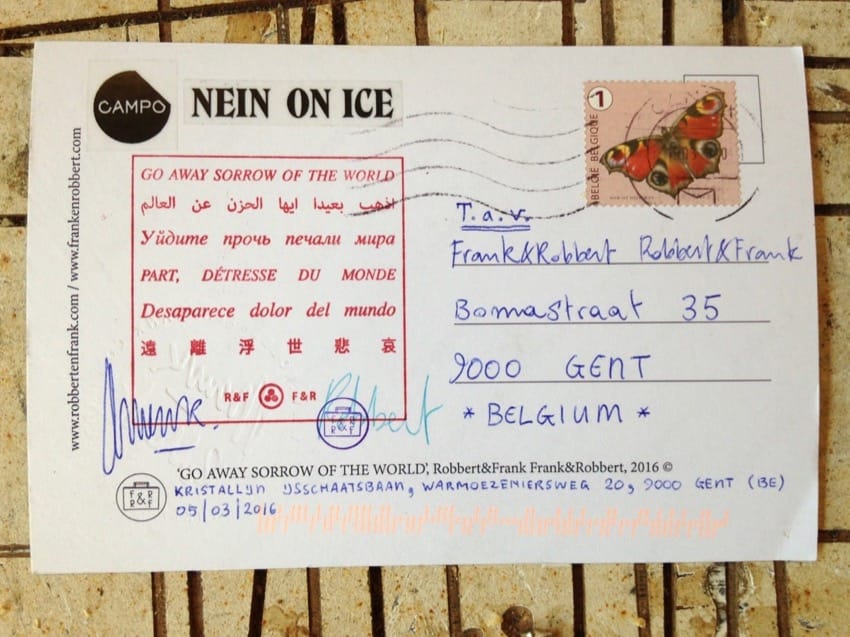 CAMPO
NEIN ON ICE
1
BELGIE BELGIQUE
www.robbertenfrank.com / www.frankenrobbert.com
GO AWAY SORROW OF THE WORLD
اذهب بعيدا ايها الحزن عن العالم
Уйдите прочь печали мира
PART, DÉTRESSE DU MONDE
Desaparece dolor del mundo
遠離浮世悲哀
R&F F&R
Robbert
F R
&
R F
T.a.v.
Frank&Robbert Robbert&Frank
Bomastraat 35
9000 GENT
* BELGIUM *
'GO AWAY SORROW OF THE WORLD', Robbert&Frank Frank&Robbert, 2016 ©
F R
&
R F
KRISTALLIJN IJSSCHAATSBAAN, WARMOEZENIERSWEG 20, 9000 GENT (BE)
05/03/2016